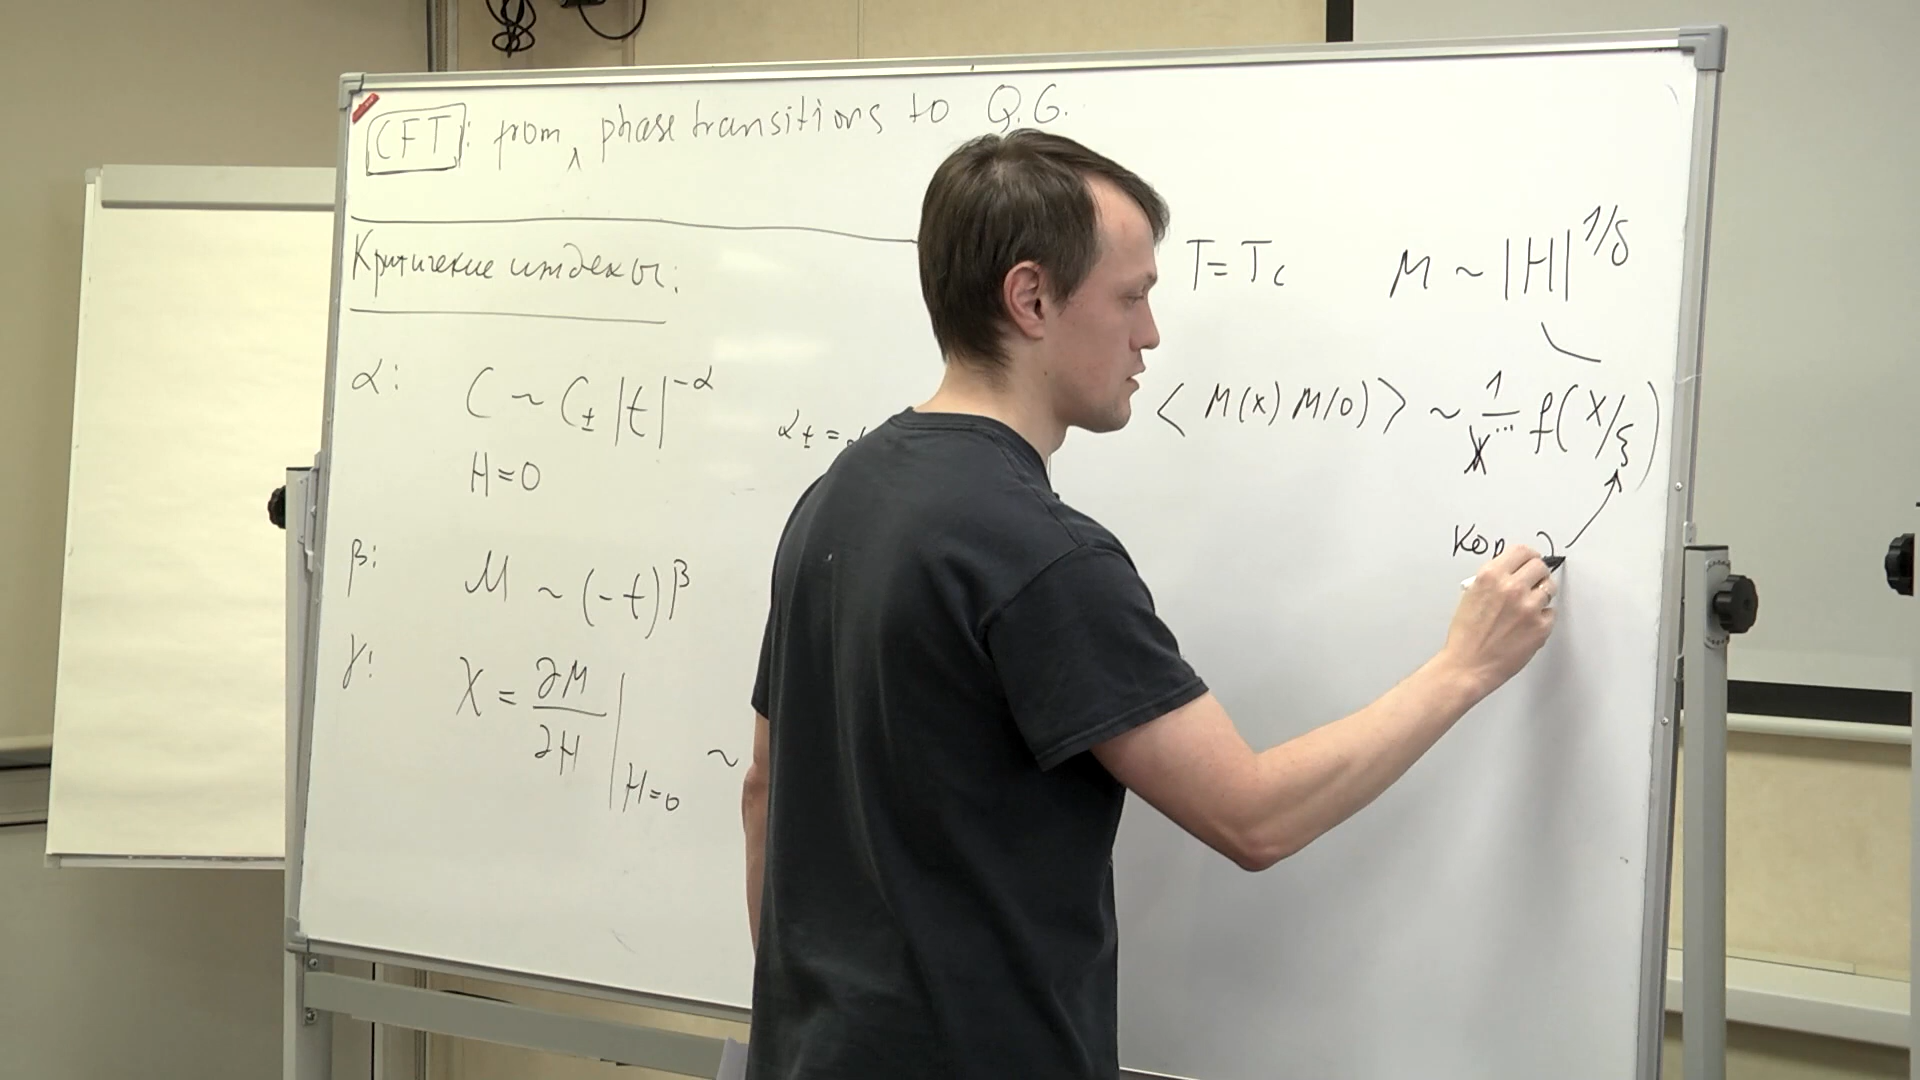 CFT: from phase transitions to Q.G.
Критические индексы:
α: C ~ C± |t|^-α
α± =
H=0
β: M ~ (-t)^β
γ: χ = ∂M/∂H |H=0 ~
T=Tc M ~ |H|^1/δ
< M(x) M(0) > ~ 1/x^... f(x/ξ)
Кор